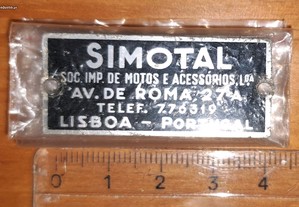 SIMOTAL
SOC. IMP. DE MOTOS E ACESSÓRIOS, LDA
AV. DE ROMA 27-A
TELEF. 776319
LISBOA - PORTUGAL
0 1 2 3 4